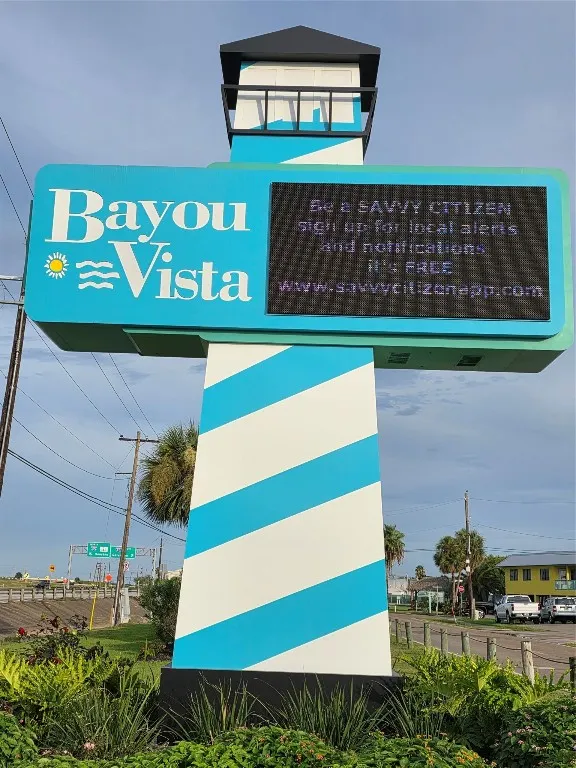 Bayou
Vista
Be a SAVVY CITIZEN
sign up for local alerts
and notifications
it's FREE
www.savvycitizenapp.com